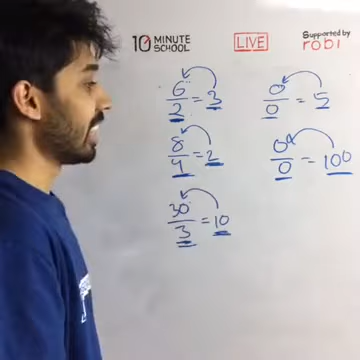 10 MINUTE SCHOOL
LIVE
Supported by
robi
6/2 = 3
8/4 = 2
30/3 = 10
0/0 = 5
0/0 = 100